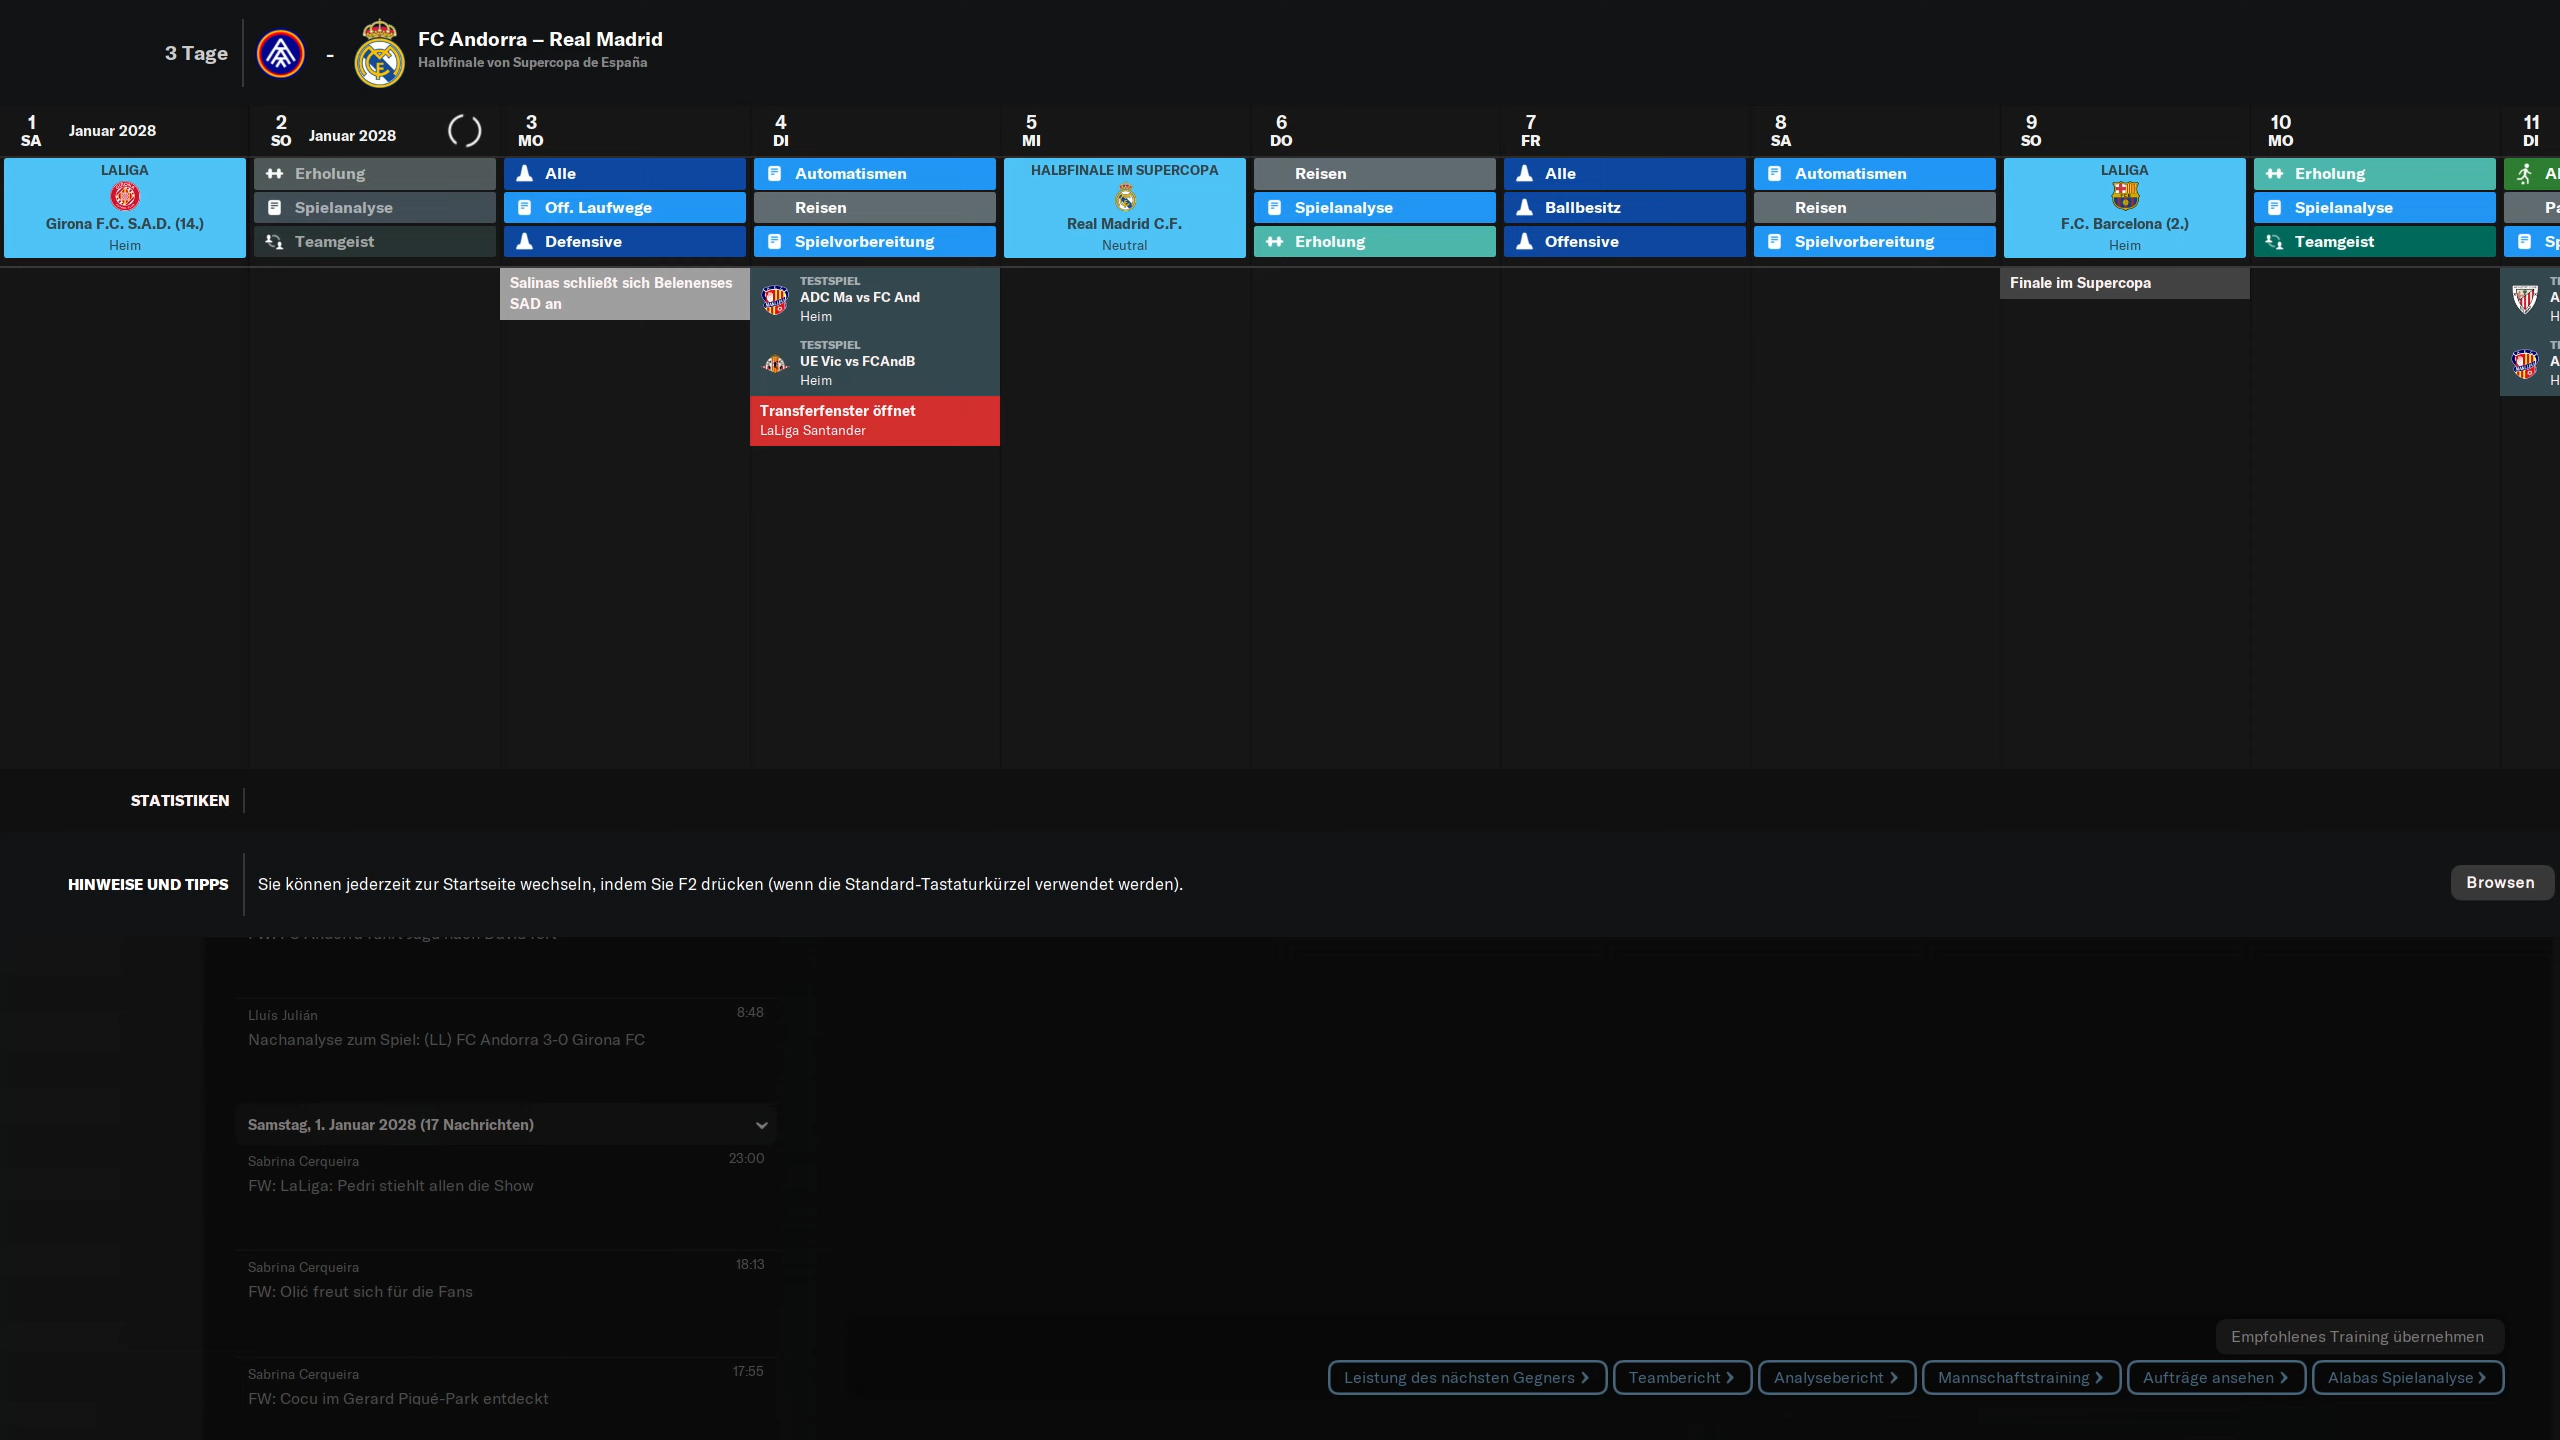 3 Tage
-
FC Andorra – Real Madrid
Halbfinale von Supercopa de España
1
SA
Januar 2028
2
SO
Januar 2028
3
MO
4
DI
5
MI
6
DO
7
FR
8
SA
9
SO
10
MO
11
DI
LALIGA
Girona F.C. S.A.D. (14.)
Heim
Erholung
Spielanalyse
Teamgeist
Alle
Off. Laufwege
Defensive
Automatismen
Reisen
Spielvorbereitung
HALBFINALE IM SUPERCOPA
Real Madrid C.F.
Neutral
Reisen
Spielanalyse
Erholung
Alle
Ballbesitz
Offensive
Automatismen
Reisen
Spielvorbereitung
LALIGA
F.C. Barcelona (2.)
Heim
Erholung
Spielanalyse
Teamgeist
Salinas schließt sich Belenenses
SAD an
TESTSPIEL
ADC Ma vs FC And
Heim
TESTSPIEL
UE Vic vs FCAndB
Heim
Transferfenster öffnet
LaLiga Santander
Finale im Supercopa
STATISTIKEN
HINWEISE UND TIPPS
Sie können jederzeit zur Startseite wechseln, indem Sie F2 drücken (wenn die Standard-Tastaturkürzel verwendet werden).
Browsen
Lluís Julián
8:48
Nachanalyse zum Spiel: (LL) FC Andorra 3-0 Girona FC
Samstag, 1. Januar 2028 (17 Nachrichten)
Sabrina Cerqueira
23:00
FW: LaLiga: Pedri stiehlt allen die Show
Sabrina Cerqueira
18:13
FW: Olić freut sich für die Fans
Sabrina Cerqueira
17:55
FW: Cocu im Gerard Piqué-Park entdeckt
Empfohlenes Training übernehmen
Leistung des nächsten Gegners
Teambericht
Analysebericht
Mannschaftstraining
Aufträge ansehen
Alabas Spielanalyse